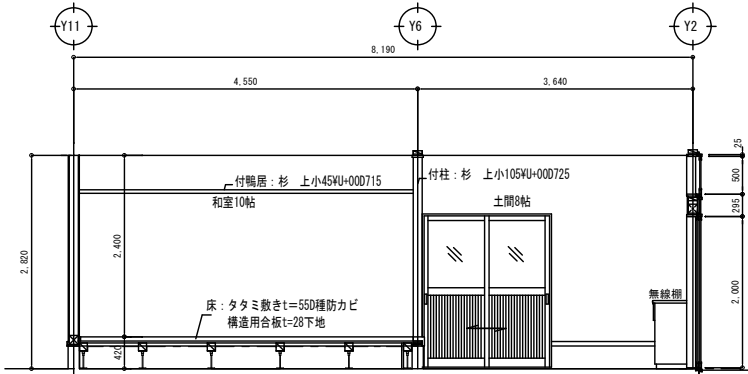 Y11 Y6 Y2
8,190
4,550 3,640
25
付鴨居：杉　上小45¥U+00D715
付柱：杉　上小105¥U+00D725
500
和室10帖
土間8帖
295
2,820
2,400
2,000
無線棚
床：タタミ敷きt＝55D種防カビ
構造用合板t=28下地
420